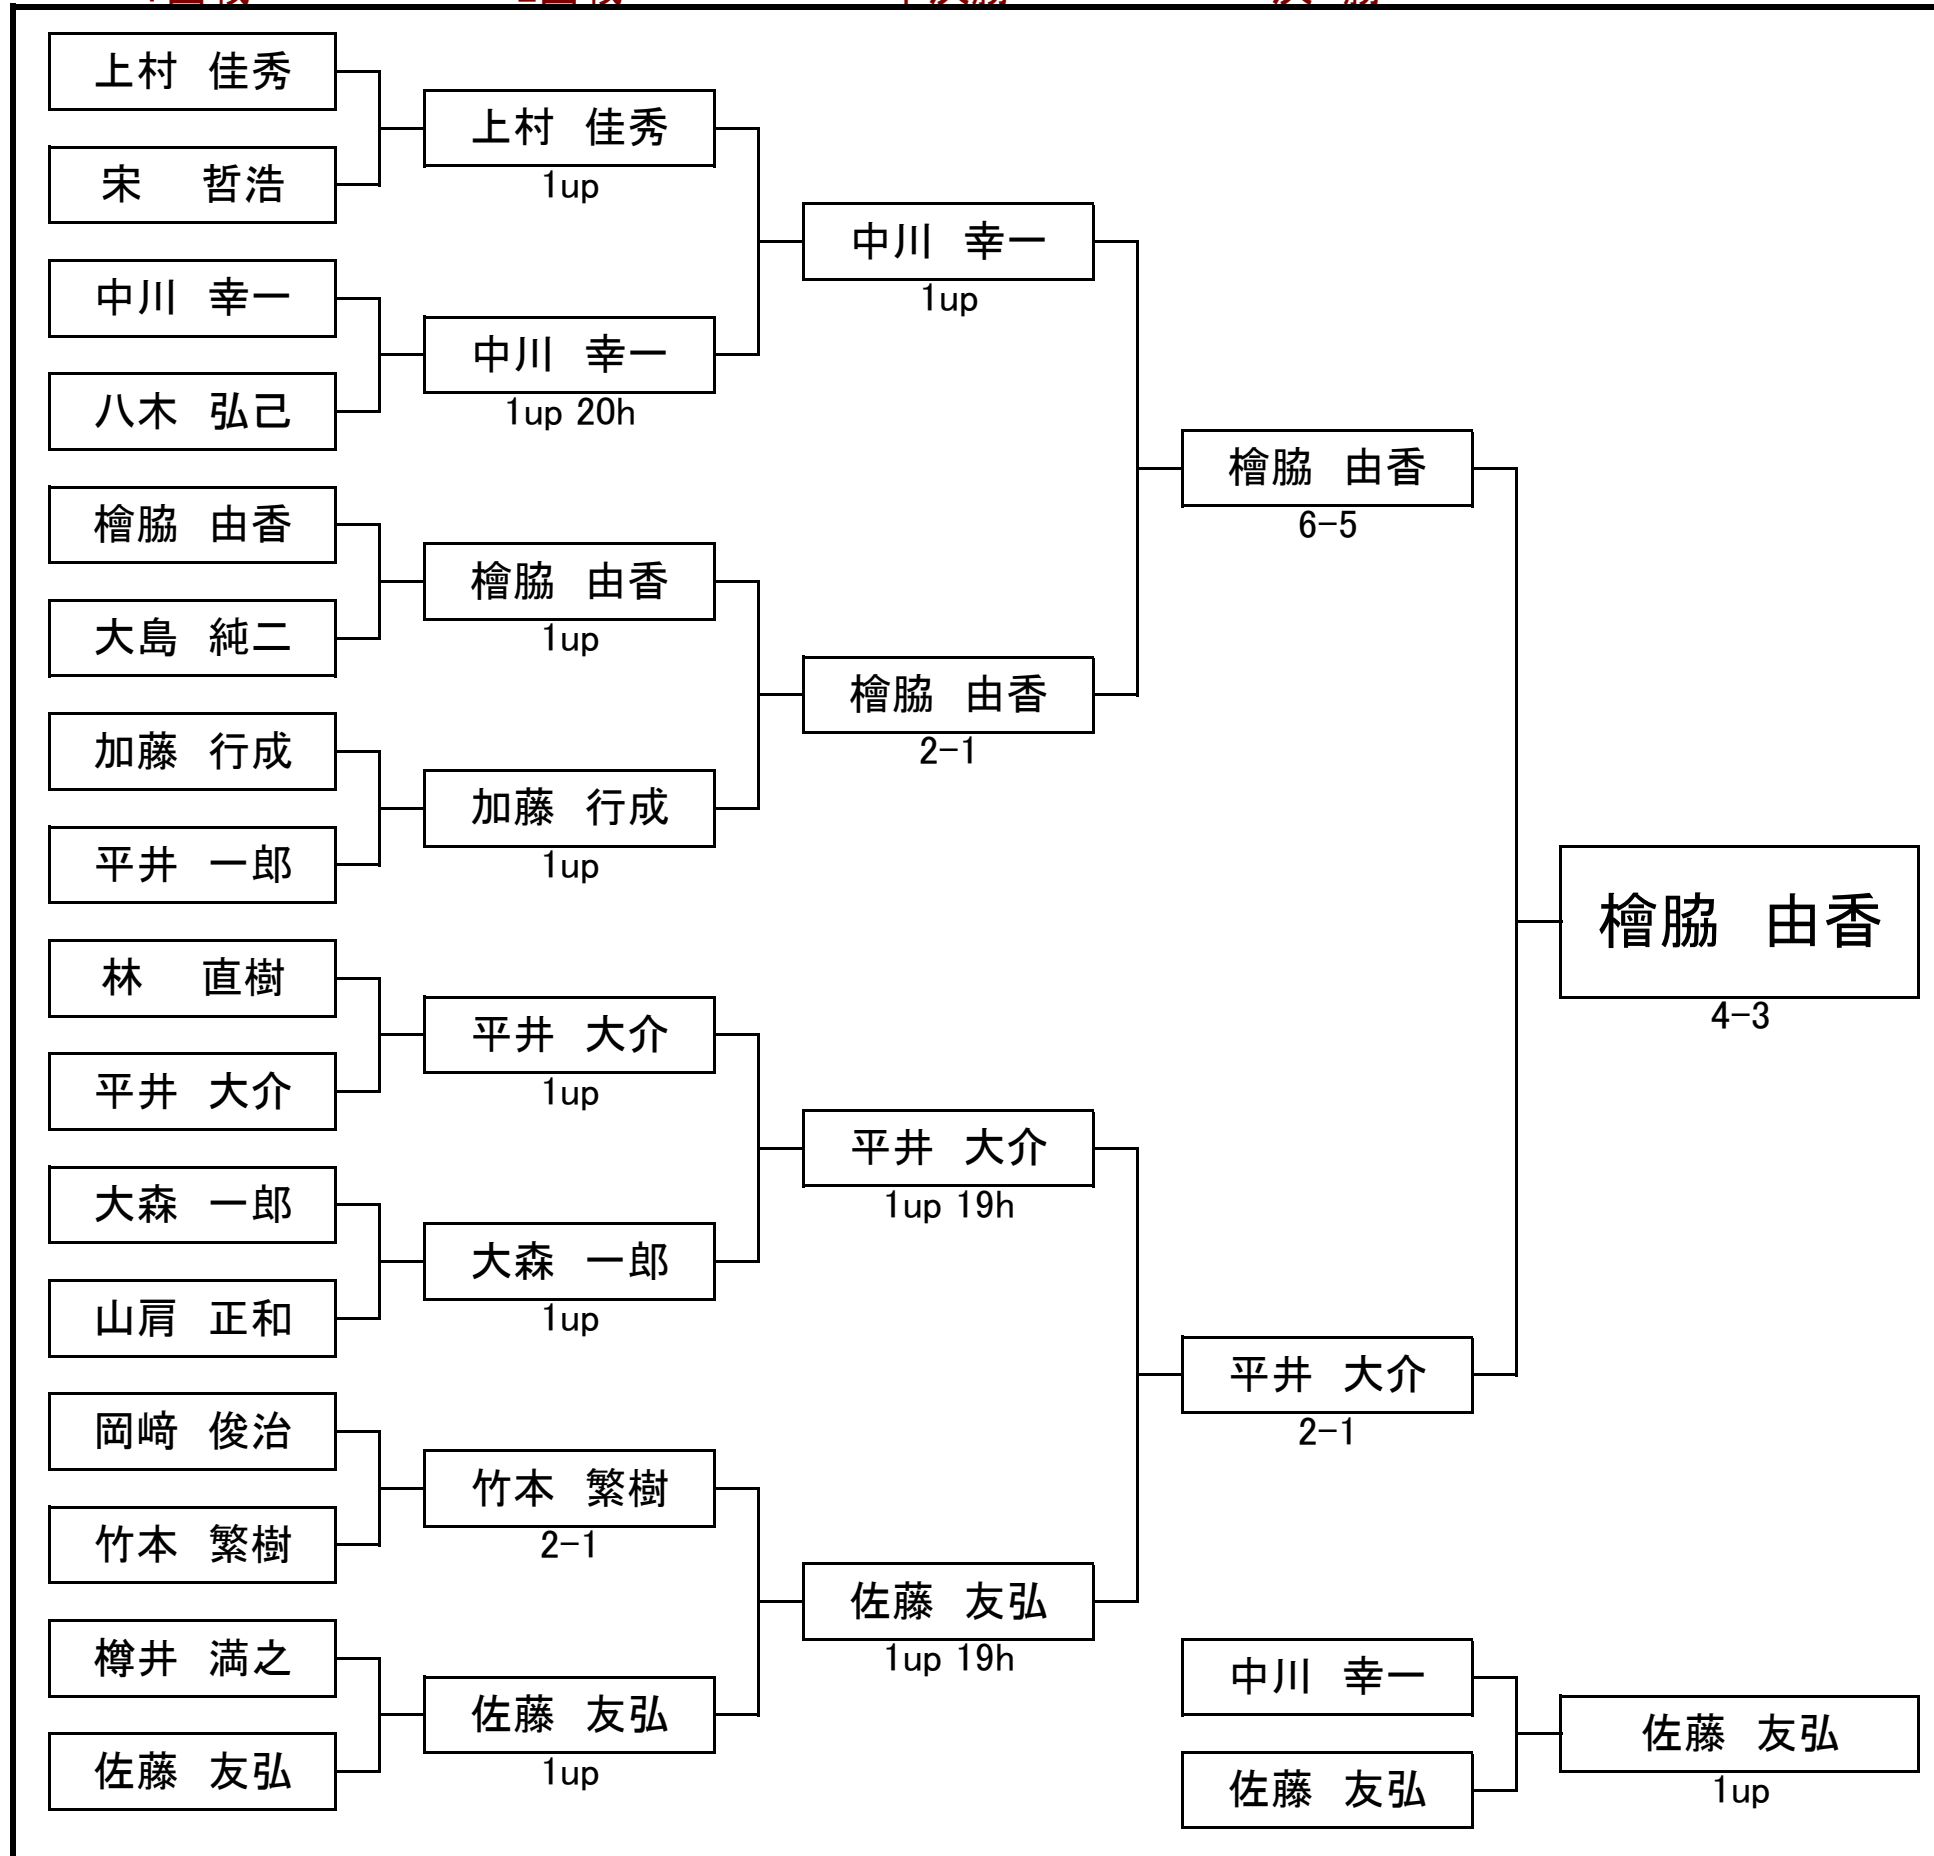 上村 佳秀
宋 哲浩
中川 幸一
八木 弘己
檜脇 由香
大島 純二
加藤 行成
平井 一郎
林 直樹
平井 大介
大森 一郎
山肩 正和
岡﨑 俊治
竹本 繁樹
樽井 満之
佐藤 友弘
上村 佳秀
1up
中川 幸一
1up 20h
檜脇 由香
1up
加藤 行成
1up
平井 大介
1up
大森 一郎
1up
竹本 繁樹
2-1
佐藤 友弘
1up
中川 幸一
1up
檜脇 由香
2-1
平井 大介
1up 19h
佐藤 友弘
1up 19h
檜脇 由香
6-5
平井 大介
2-1
檜脇 由香
4-3
中川 幸一
佐藤 友弘
佐藤 友弘
1up